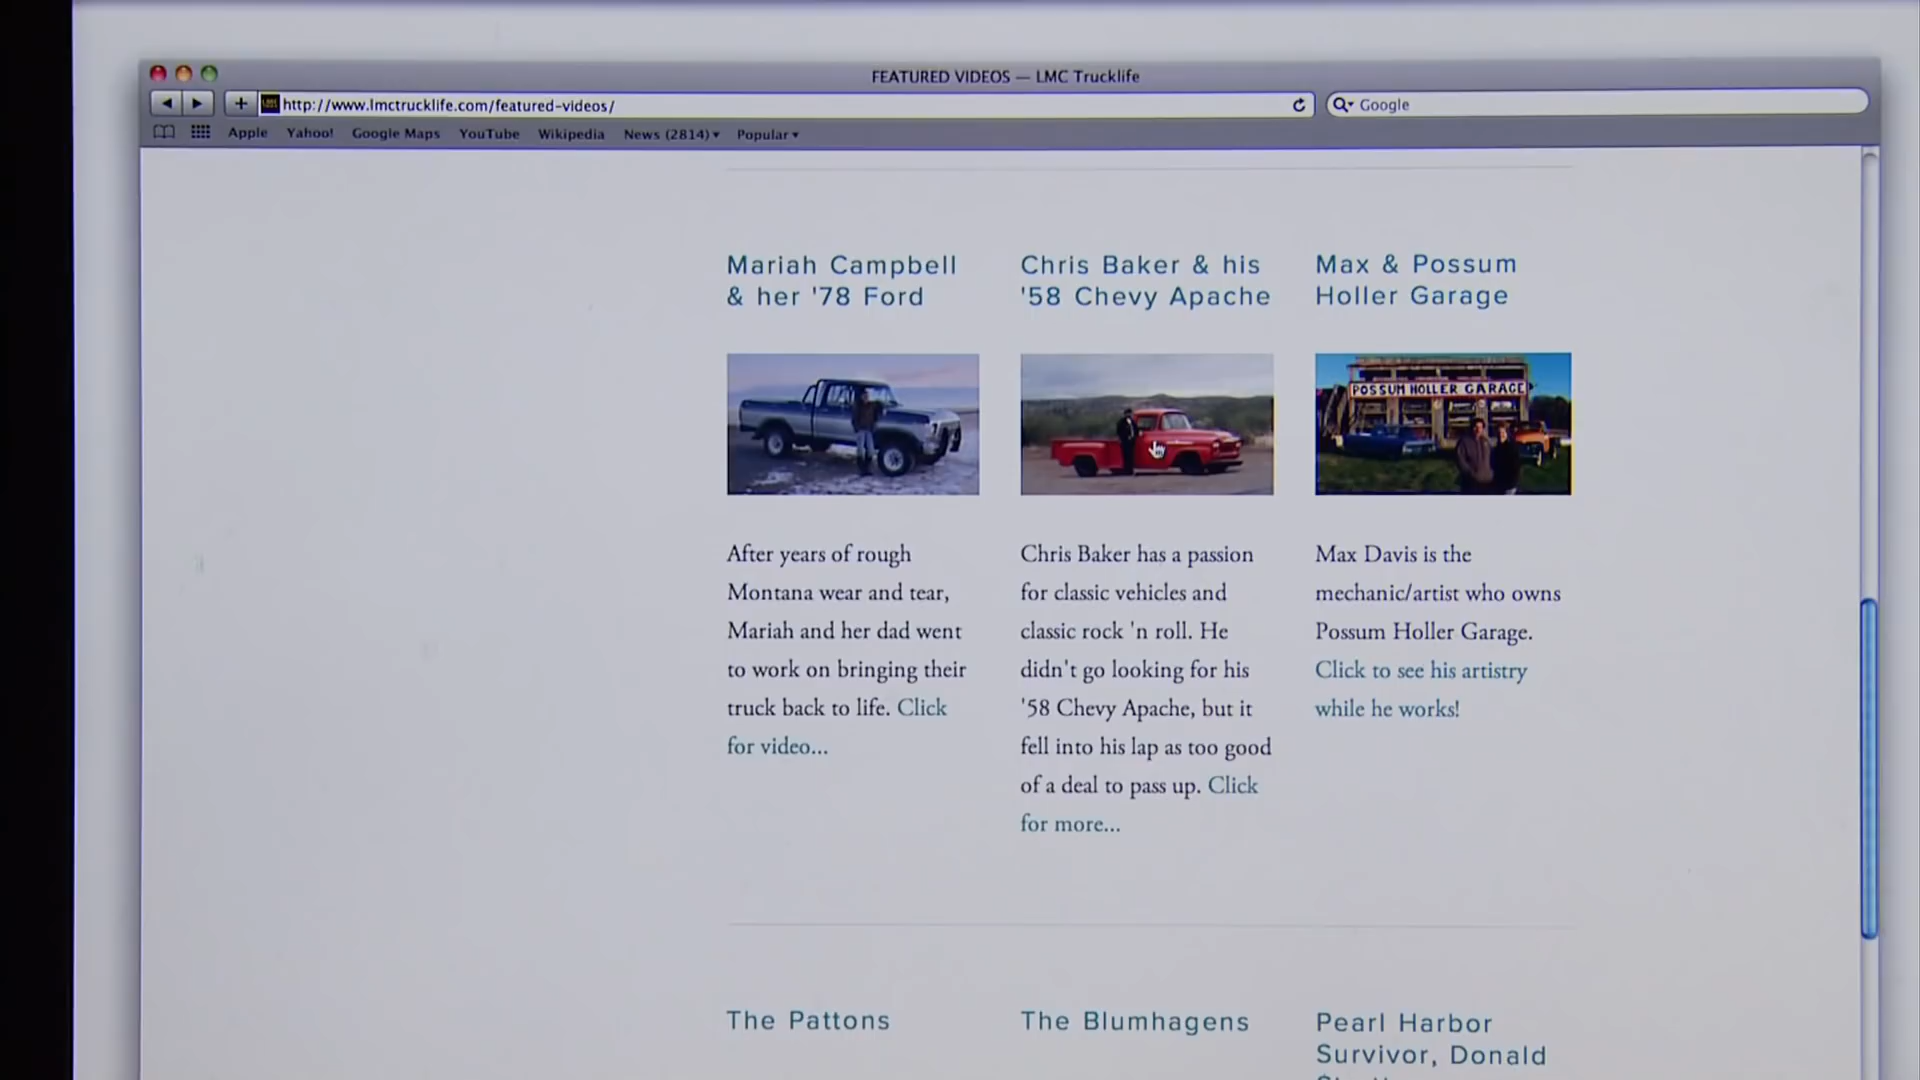 FEATURED VIDEOS — LMC Trucklife
http://www.lmctrucklife.com/featured-videos/
Google
Apple Yahoo! Google Maps YouTube Wikipedia News (2814) Popular
Mariah Campbell
& her '78 Ford
Chris Baker & his
'58 Chevy Apache
Max & Possum
Holler Garage
POSSUM HOLLER GARAGE
After years of rough
Montana wear and tear,
Mariah and her dad went
to work on bringing their
truck back to life. Click
for video...
Chris Baker has a passion
for classic vehicles and
classic rock 'n roll. He
didn't go looking for his
'58 Chevy Apache, but it
fell into his lap as too good
of a deal to pass up. Click
for more...
Max Davis is the
mechanic/artist who owns
Possum Holler Garage.
Click to see his artistry
while he works!
The Pattons
The Blumhagens
Pearl Harbor
Survivor, Donald